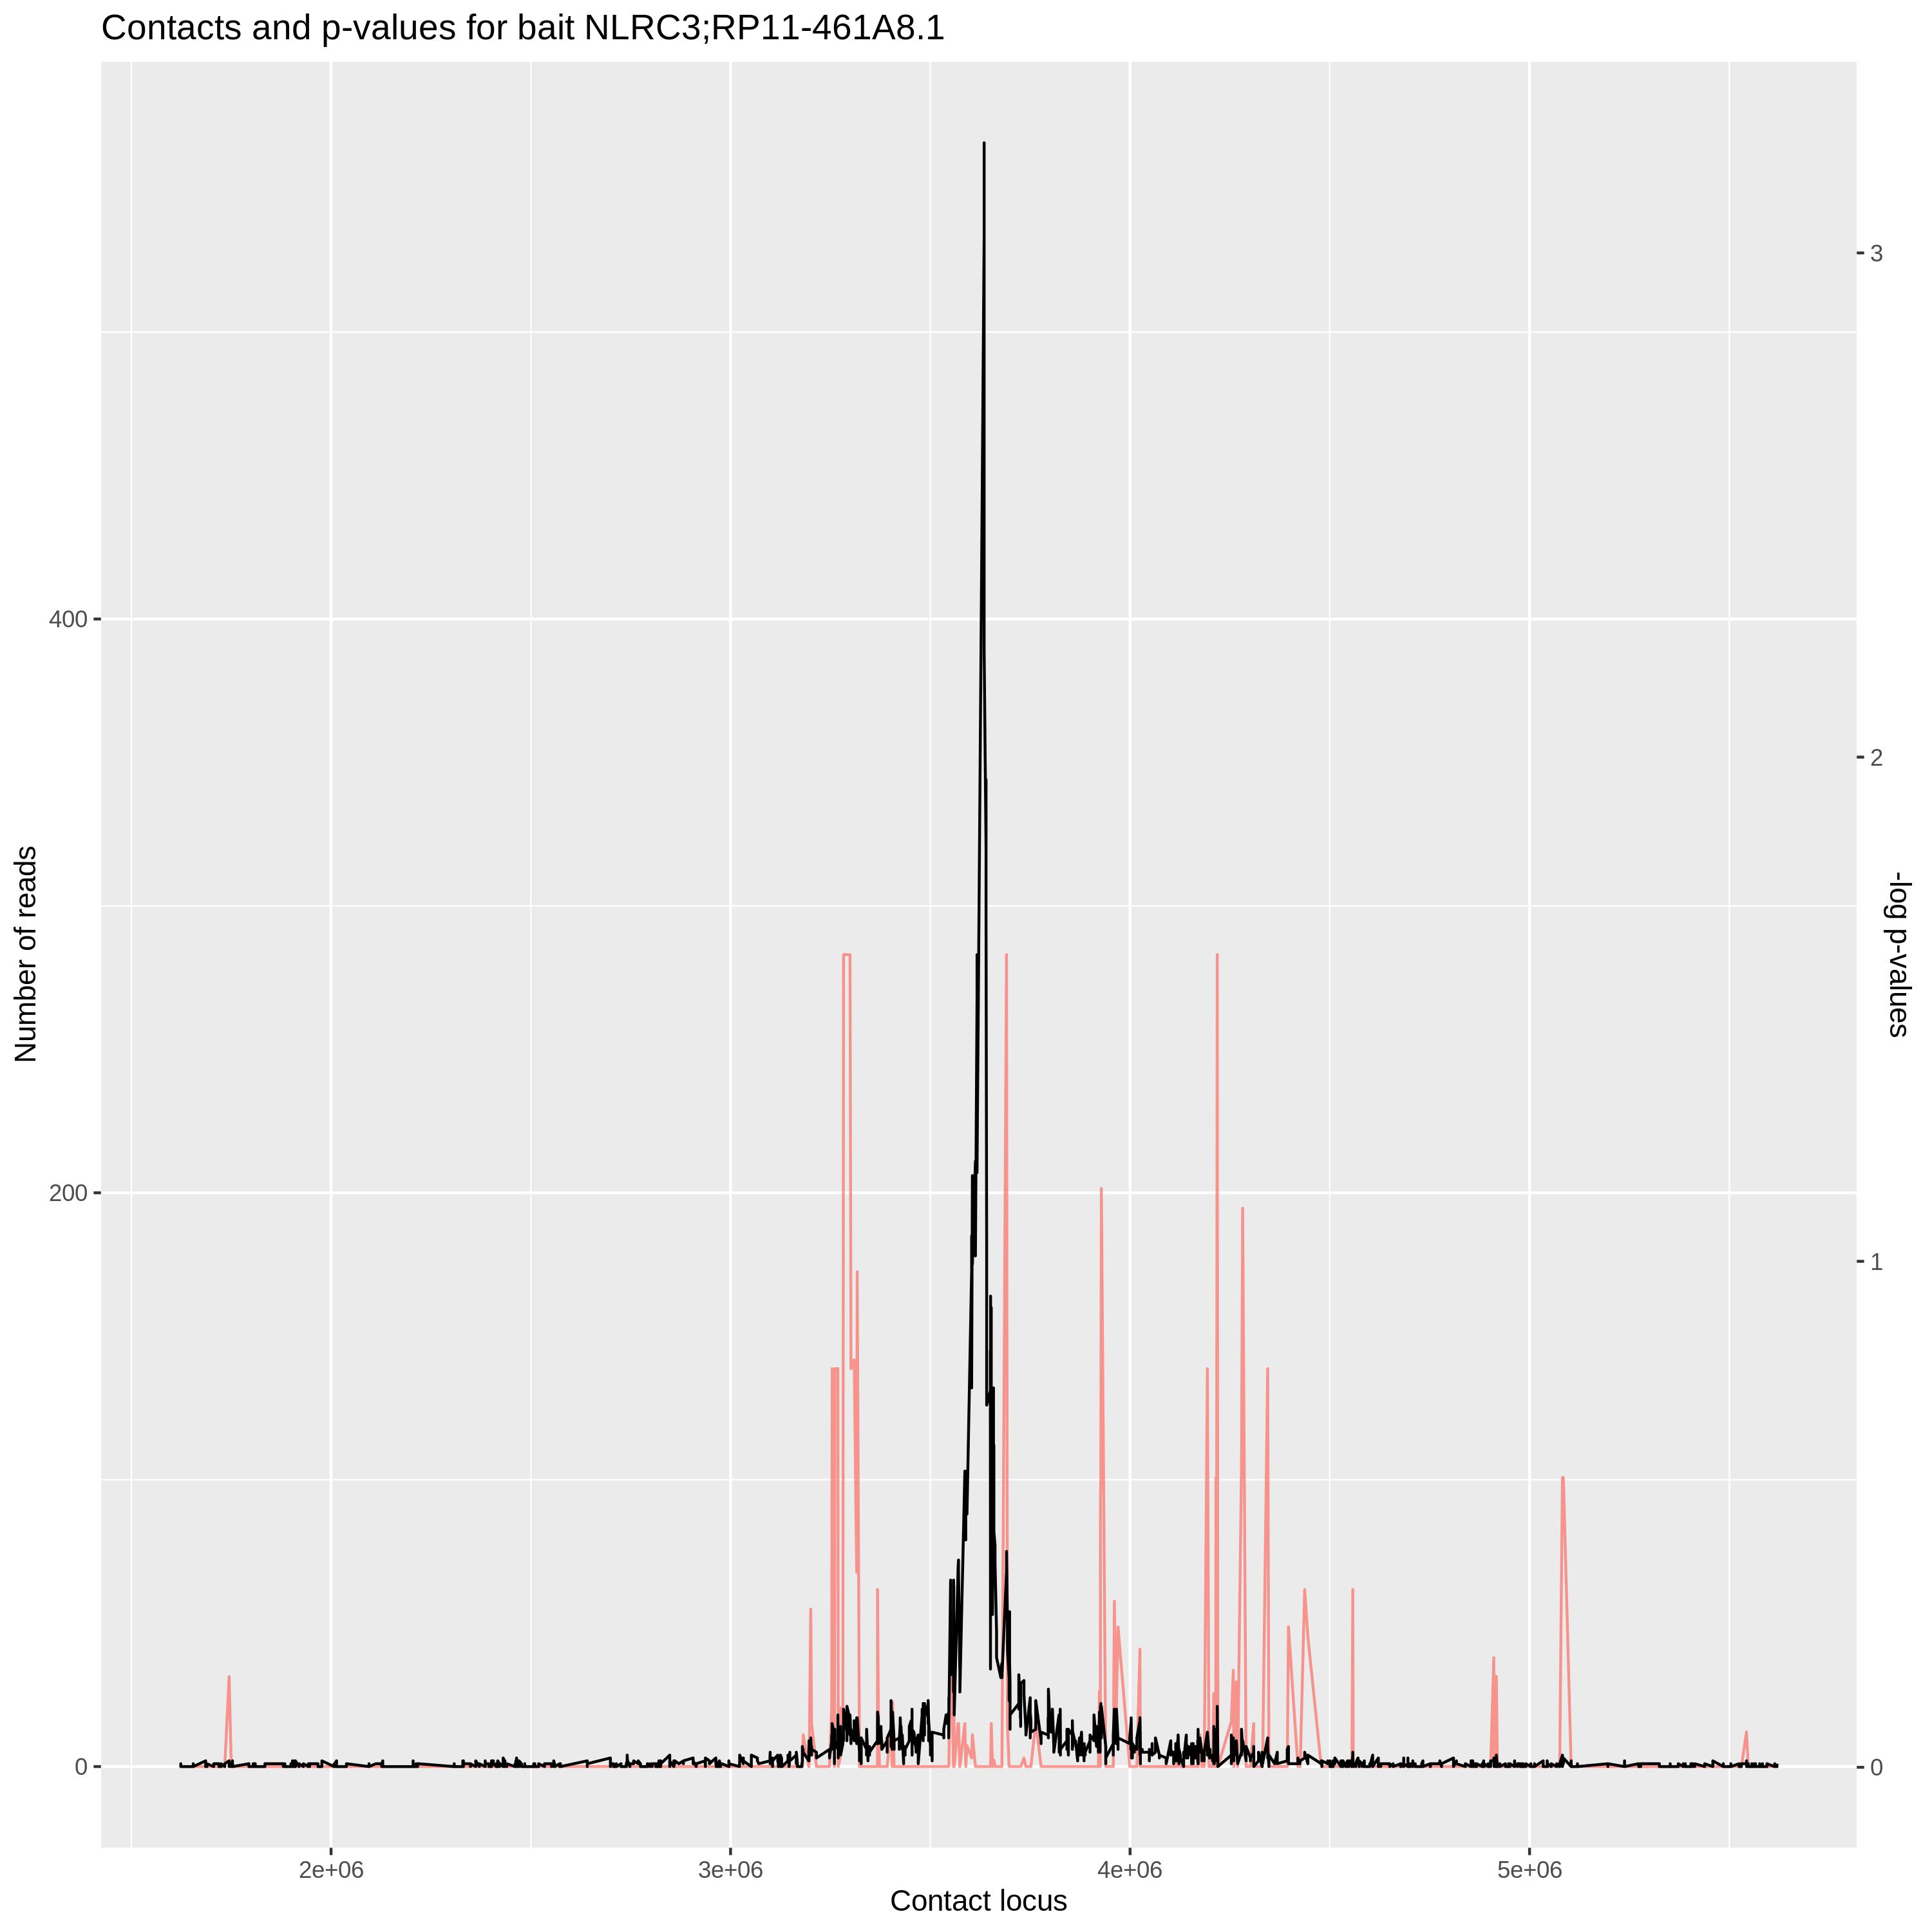 Contacts and p-values for bait NLRC3;RP11-461A8.1
Number of reads
400
200
0
3
2
1
0
-log p-values
2e+06
3e+06
4e+06
5e+06
Contact locus